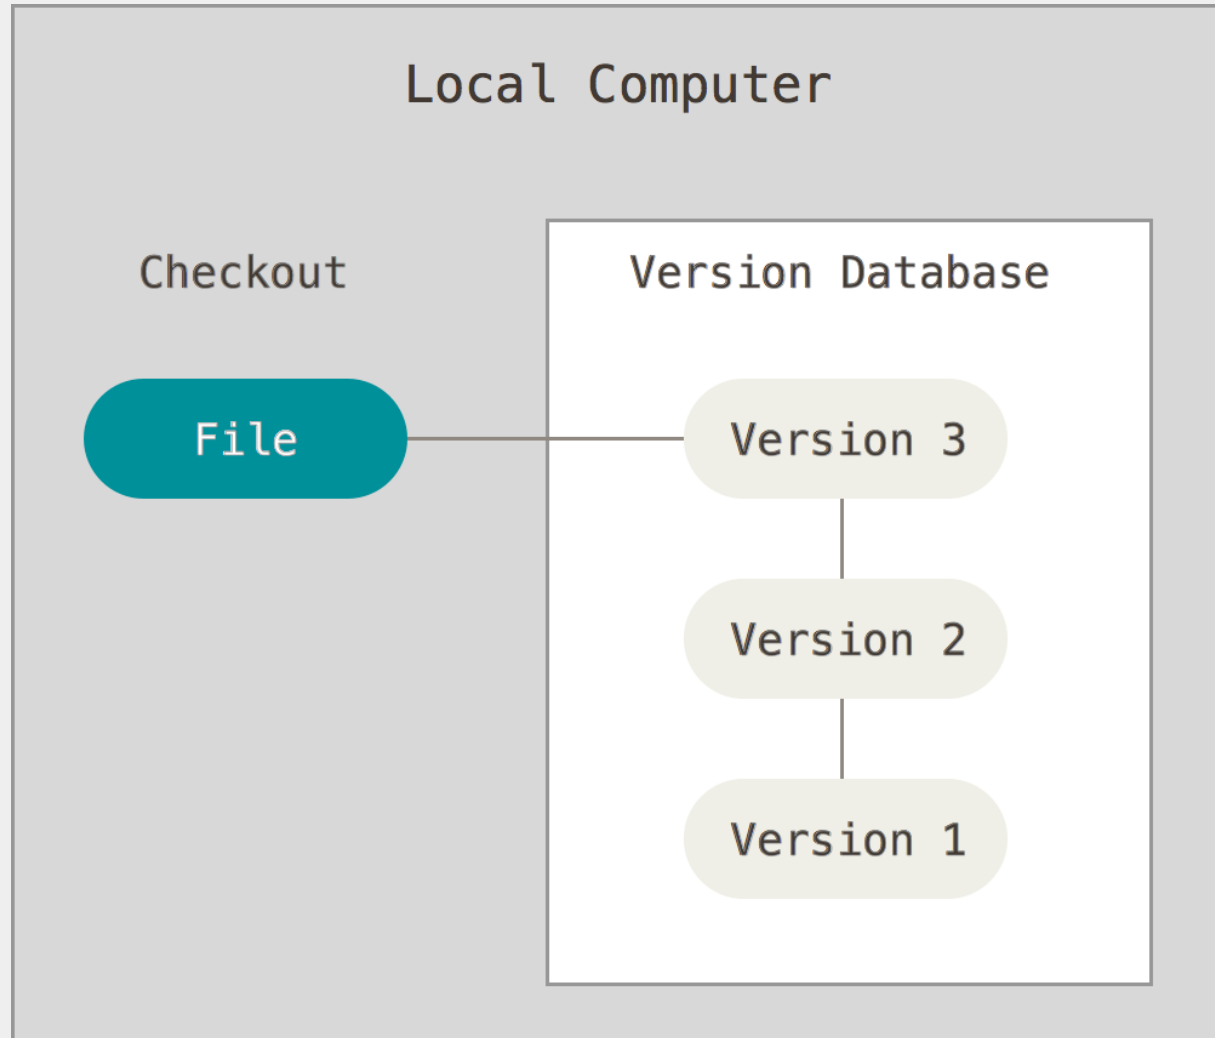 Local Computer
Checkout
Version Database
File
Version 3
Version 2
Version 1